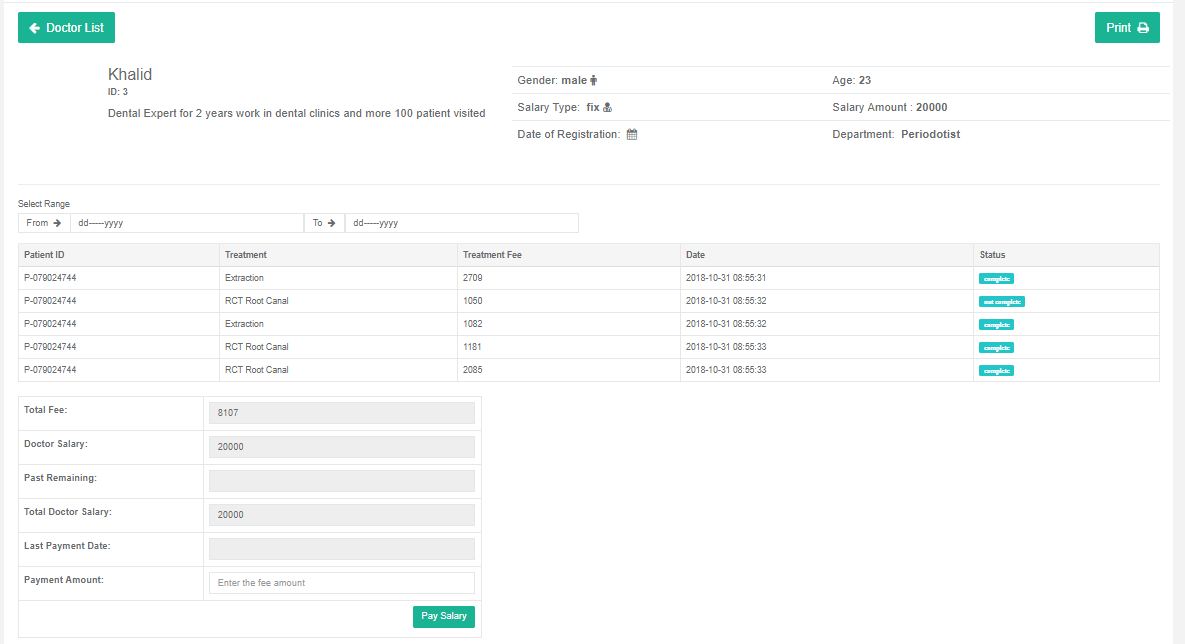 Doctor List
Print
Khalid
ID: 3
Dental Expert for 2 years work in dental clinics and more 100 patient visited
Gender: male
Age: 23
Salary Type: fix
Salary Amount : 20000
Date of Registration:
Department: Periodotist
Select Range
From
dd-----yyyy
To
dd-----yyyy
Patient ID Treatment Treatment Fee Date Status
P-079024744 Extraction 2709 2018-10-31 08:55:31 complete
P-079024744 RCT Root Canal 1050 2018-10-31 08:55:32 not complete
P-079024744 Extraction 1082 2018-10-31 08:55:32 complete
P-079024744 RCT Root Canal 1181 2018-10-31 08:55:33 complete
P-079024744 RCT Root Canal 2085 2018-10-31 08:55:33 complete
Total Fee: 8107
Doctor Salary: 20000
Past Remaining:
Total Doctor Salary: 20000
Last Payment Date:
Payment Amount: Enter the fee amount
Pay Salary